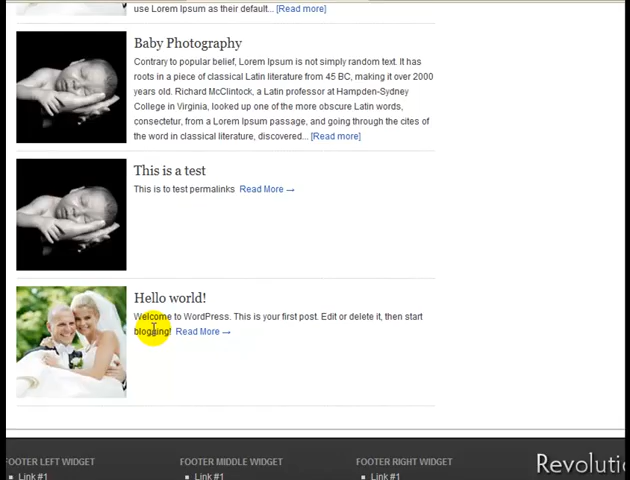 use Lorem Ipsum as their default... [Read more]
Baby Photography
Contrary to popular belief, Lorem Ipsum is not simply random text. It has
roots in a piece of classical Latin literature from 45 BC, making it over 2000
years old. Richard McClintock, a Latin professor at Hampden-Sydney
College in Virginia, looked up one of the more obscure Latin words,
consectetur, from a Lorem Ipsum passage, and going through the cites of
the word in classical literature, discovered... [Read more]
This is a test
This is to test permalinks Read More →
Hello world!
Welcome to WordPress. This is your first post. Edit or delete it, then start
blogging! Read More →
FOOTER LEFT WIDGET FOOTER MIDDLE WIDGET FOOTER RIGHT WIDGET
Link #1 Link #1 Link #1